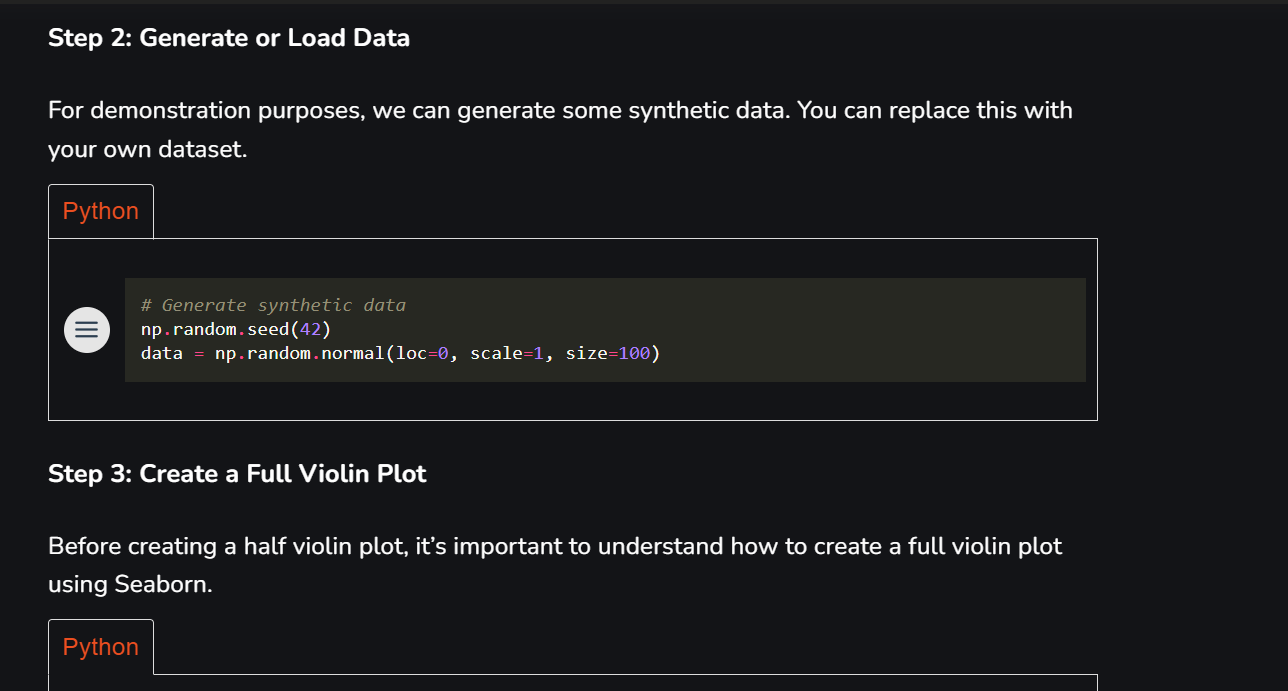 Step 2: Generate or Load Data
For demonstration purposes, we can generate some synthetic data. You can replace this with
your own dataset.
Python
# Generate synthetic data
np.random.seed(42)
data = np.random.normal(loc=0, scale=1, size=100)
Step 3: Create a Full Violin Plot
Before creating a half violin plot, it’s important to understand how to create a full violin plot
using Seaborn.
Python